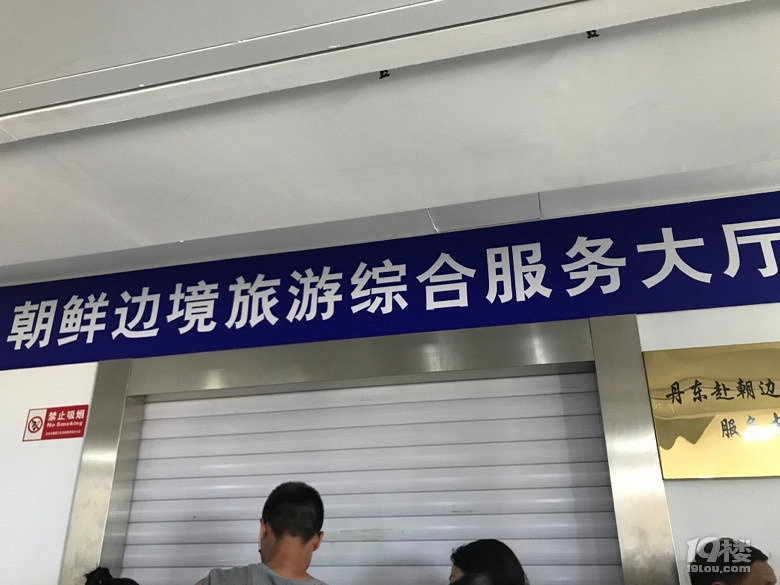 朝鲜边境旅游综合服务大厅
禁止吸烟
No Smoking
丹东赴朝边
服务
19楼
19lou.com